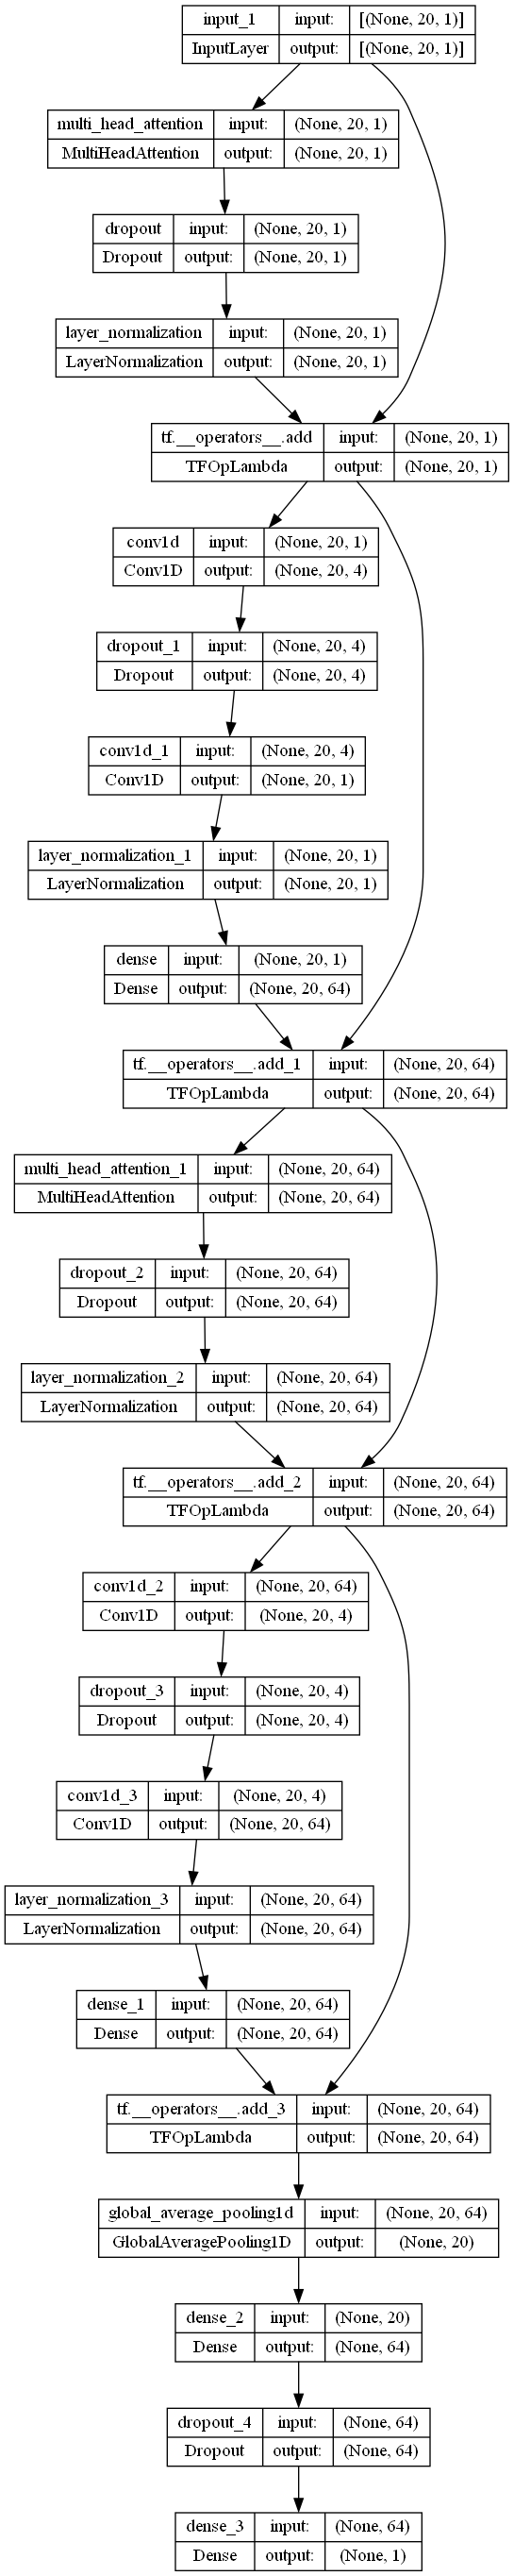 input_1 input: [(None, 20, 1)]
InputLayer output: [(None, 20, 1)]
multi_head_attention input: (None, 20, 1)
MultiHeadAttention output: (None, 20, 1)
dropout input: (None, 20, 1)
Dropout output: (None, 20, 1)
layer_normalization input: (None, 20, 1)
LayerNormalization output: (None, 20, 1)
tf.__operators__.add input: (None, 20, 1)
TFOpLambda output: (None, 20, 1)
conv1d input: (None, 20, 1)
Conv1D output: (None, 20, 4)
dropout_1 input: (None, 20, 4)
Dropout output: (None, 20, 4)
conv1d_1 input: (None, 20, 4)
Conv1D output: (None, 20, 1)
layer_normalization_1 input: (None, 20, 1)
LayerNormalization output: (None, 20, 1)
dense input: (None, 20, 1)
Dense output: (None, 20, 64)
tf.__operators__.add_1 input: (None, 20, 64)
TFOpLambda output: (None, 20, 64)
multi_head_attention_1 input: (None, 20, 64)
MultiHeadAttention output: (None, 20, 64)
dropout_2 input: (None, 20, 64)
Dropout output: (None, 20, 64)
layer_normalization_2 input: (None, 20, 64)
LayerNormalization output: (None, 20, 64)
tf.__operators__.add_2 input: (None, 20, 64)
TFOpLambda output: (None, 20, 64)
conv1d_2 input: (None, 20, 64)
Conv1D output: (None, 20, 4)
dropout_3 input: (None, 20, 4)
Dropout output: (None, 20, 4)
conv1d_3 input: (None, 20, 4)
Conv1D output: (None, 20, 64)
layer_normalization_3 input: (None, 20, 64)
LayerNormalization output: (None, 20, 64)
dense_1 input: (None, 20, 64)
Dense output: (None, 20, 64)
tf.__operators__.add_3 input: (None, 20, 64)
TFOpLambda output: (None, 20, 64)
global_average_pooling1d input: (None, 20, 64)
GlobalAveragePooling1D output: (None, 20)
dense_2 input: (None, 20)
Dense output: (None, 64)
dropout_4 input: (None, 64)
Dropout output: (None, 64)
dense_3 input: (None, 64)
Dense output: (None, 1)